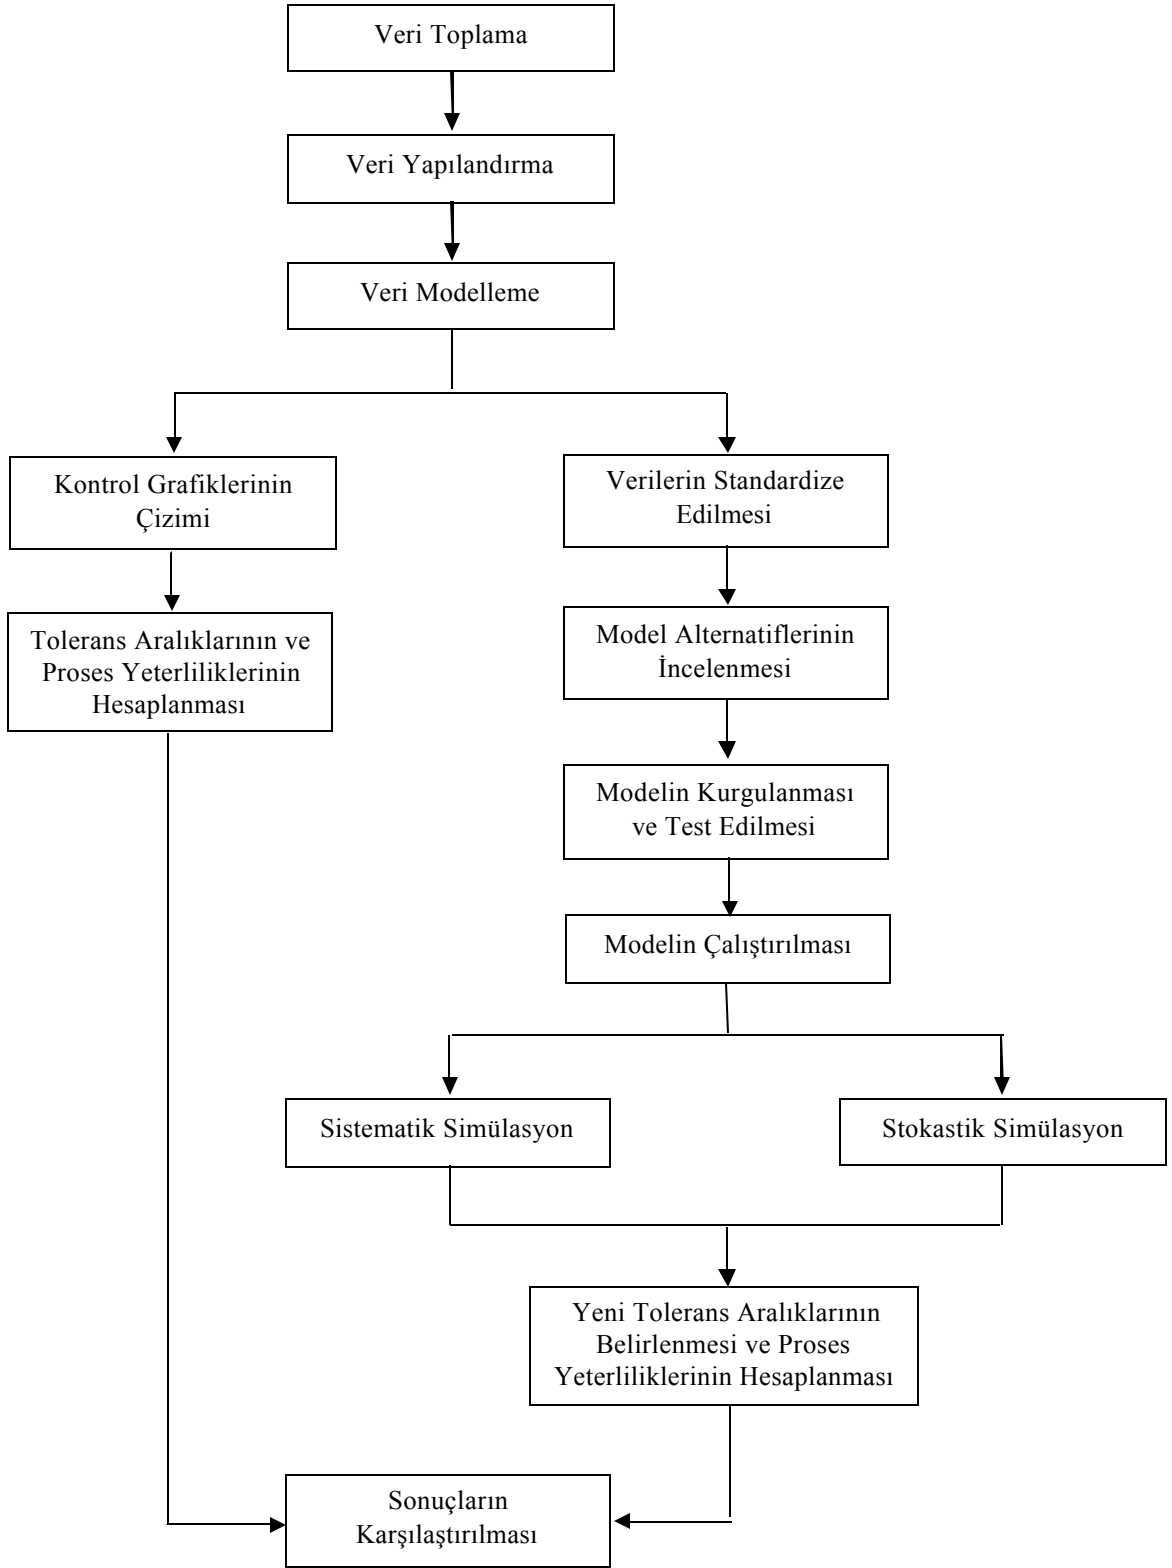 Veri Toplama
Veri Yapılandırma
Veri Modelleme
Kontrol Grafiklerinin
Çizimi
Tolerans Aralıklarının ve
Proses Yeterliliklerinin
Hesaplanması
Verilerin Standardize
Edilmesi
Model Alternatiflerinin
İncelenmesi
Modelin Kurgulanması
ve Test Edilmesi
Modelin Çalıştırılması
Sistematik Simülasyon
Stokastik Simülasyon
Yeni Tolerans Aralıklarının
Belirlenmesi ve Proses
Yeterliliklerinin Hesaplanması
Sonuçların
Karşılaştırılması